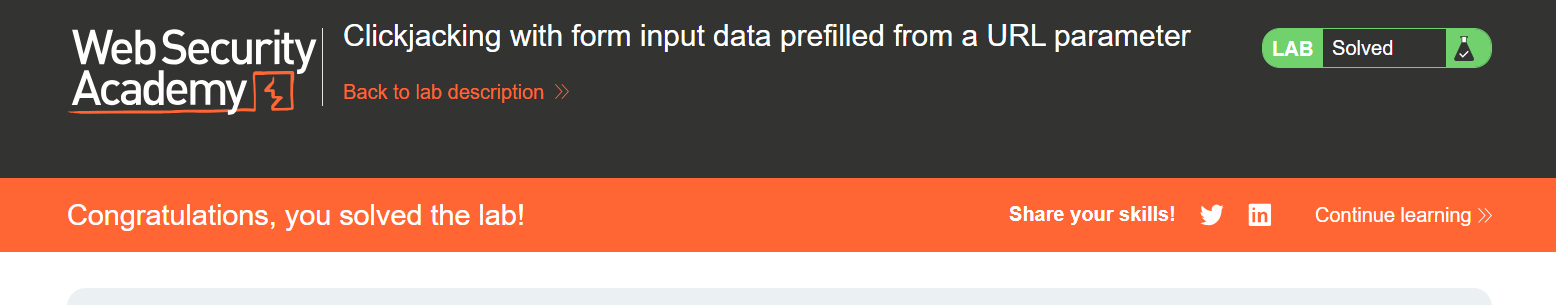 Web Security
Academy
Clickjacking with form input data prefilled from a URL parameter
Back to lab description
LAB Solved
Congratulations, you solved the lab!
Share your skills!
Continue learning